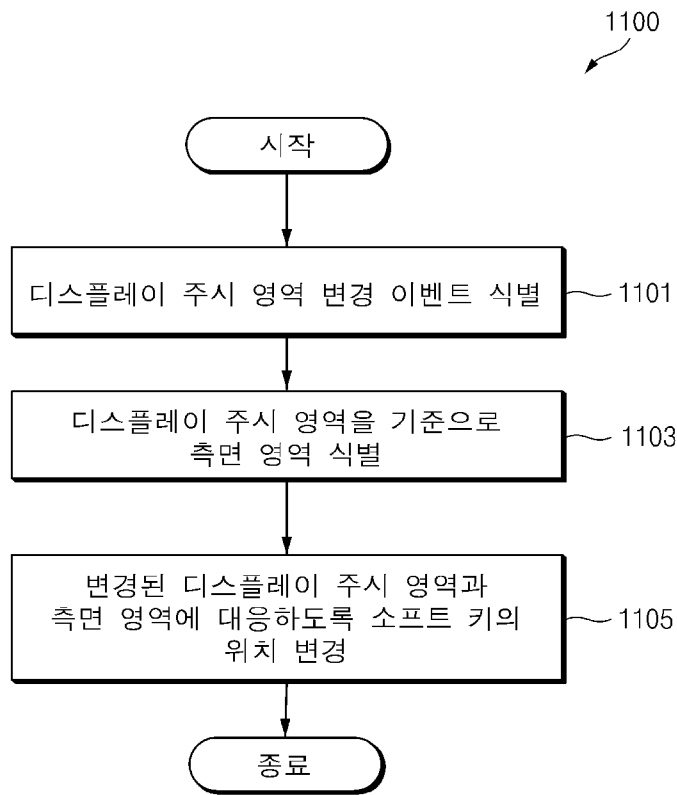 1100
시작
디스플레이 주시 영역 변경 이벤트 식별
1101
디스플레이 주시 영역을 기준으로
측면 영역 식별
1103
변경된 디스플레이 주시 영역과
측면 영역에 대응하도록 소프트 키의
위치 변경
1105
종료